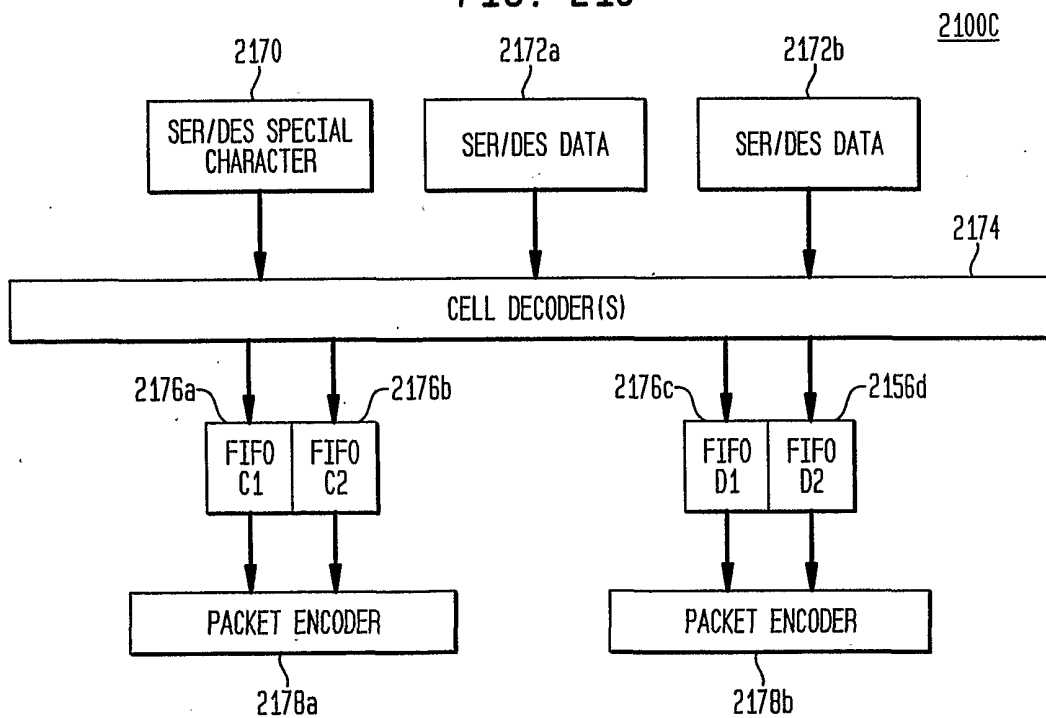 2100C
2170
2172a
2172b
SER/DES SPECIAL
CHARACTER
SER/DES DATA
SER/DES DATA
2174
CELL DECODER(S)
2176a
2176b
2176c
2156d
FIFO
C1
FIFO
C2
FIFO
D1
FIFO
D2
PACKET ENCODER
PACKET ENCODER
2178a
2178b